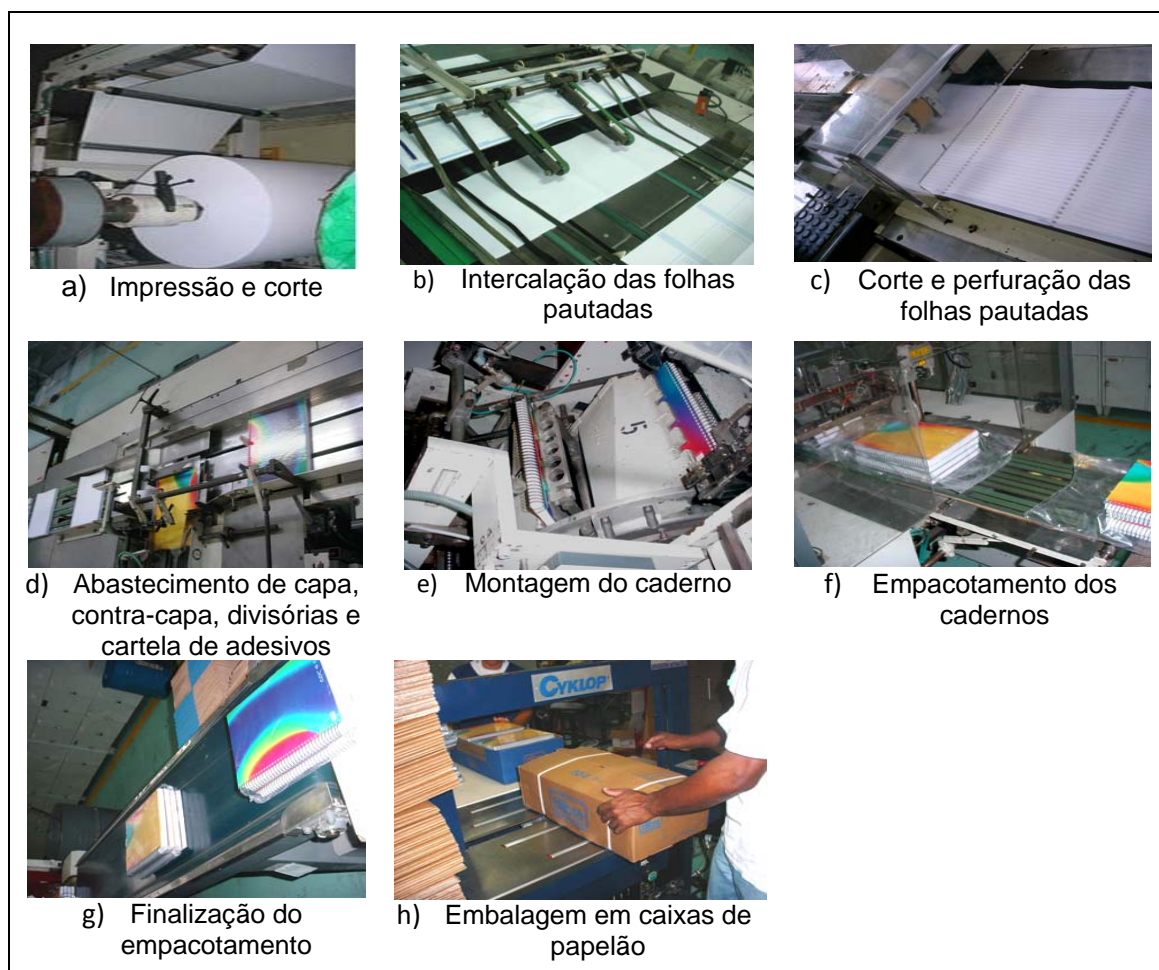 a) Impressão e corte
b) Intercalação das folhas
pautadas
c) Corte e perfuração das
folhas pautadas
d) Abastecimento de capa,
contra-capa, divisórias e
cartela de adesivos
5
e) Montagem do caderno
f) Empacotamento dos
cadernos
g) Finalização do
empacotamento
CYKLOP
h) Embalagem em caixas de
papelão